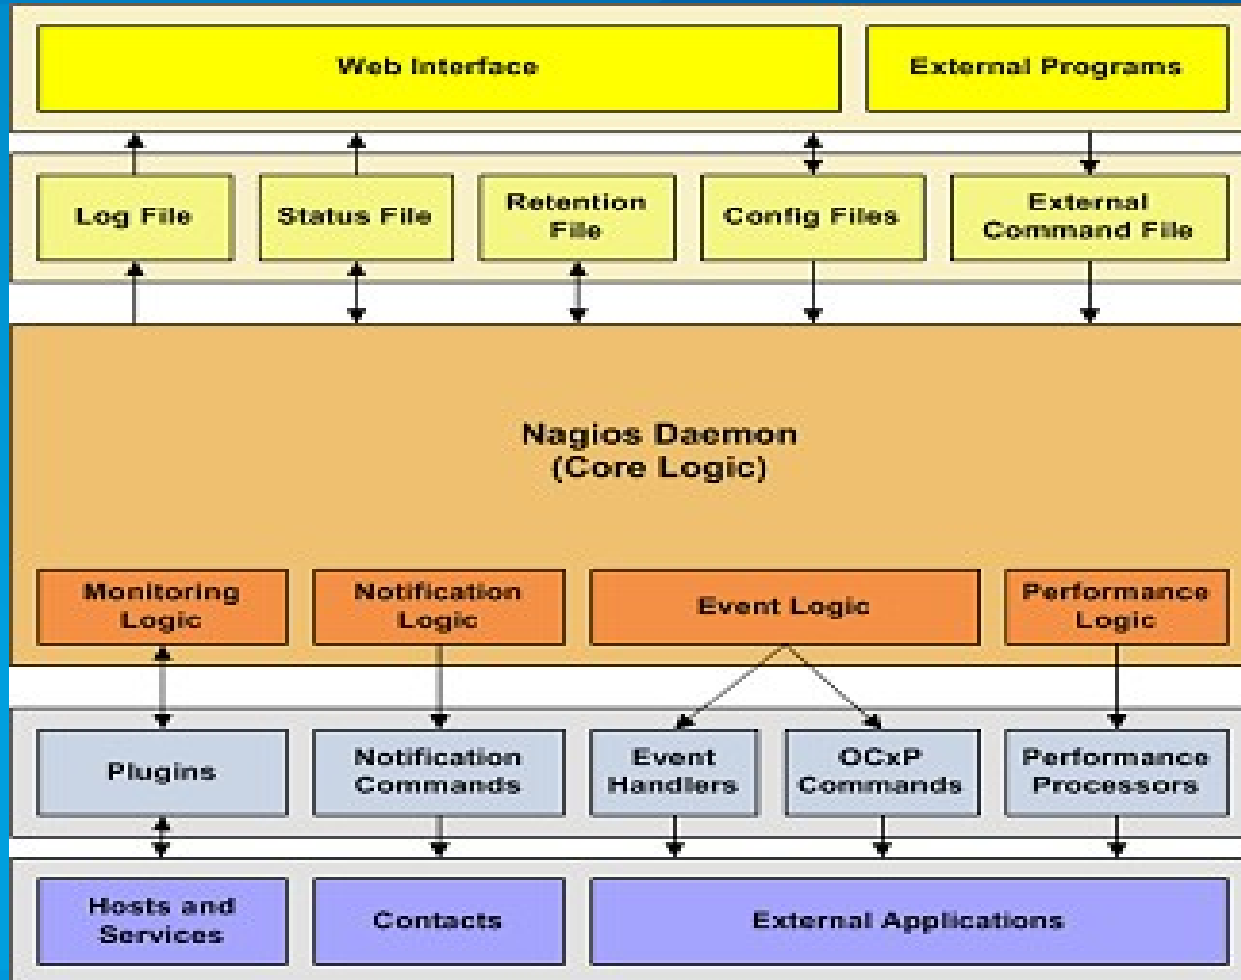 Web Interface
External Programs
Log File
Status File
Retention
File
Config Files
External
Command File
Nagios Daemon
(Core Logic)
Monitoring
Logic
Notification
Logic
Event Logic
Performance
Logic
Plugins
Notification
Commands
Event
Handlers
OCxP
Commands
Performance
Processors
Hosts and
Services
Contacts
External Applications